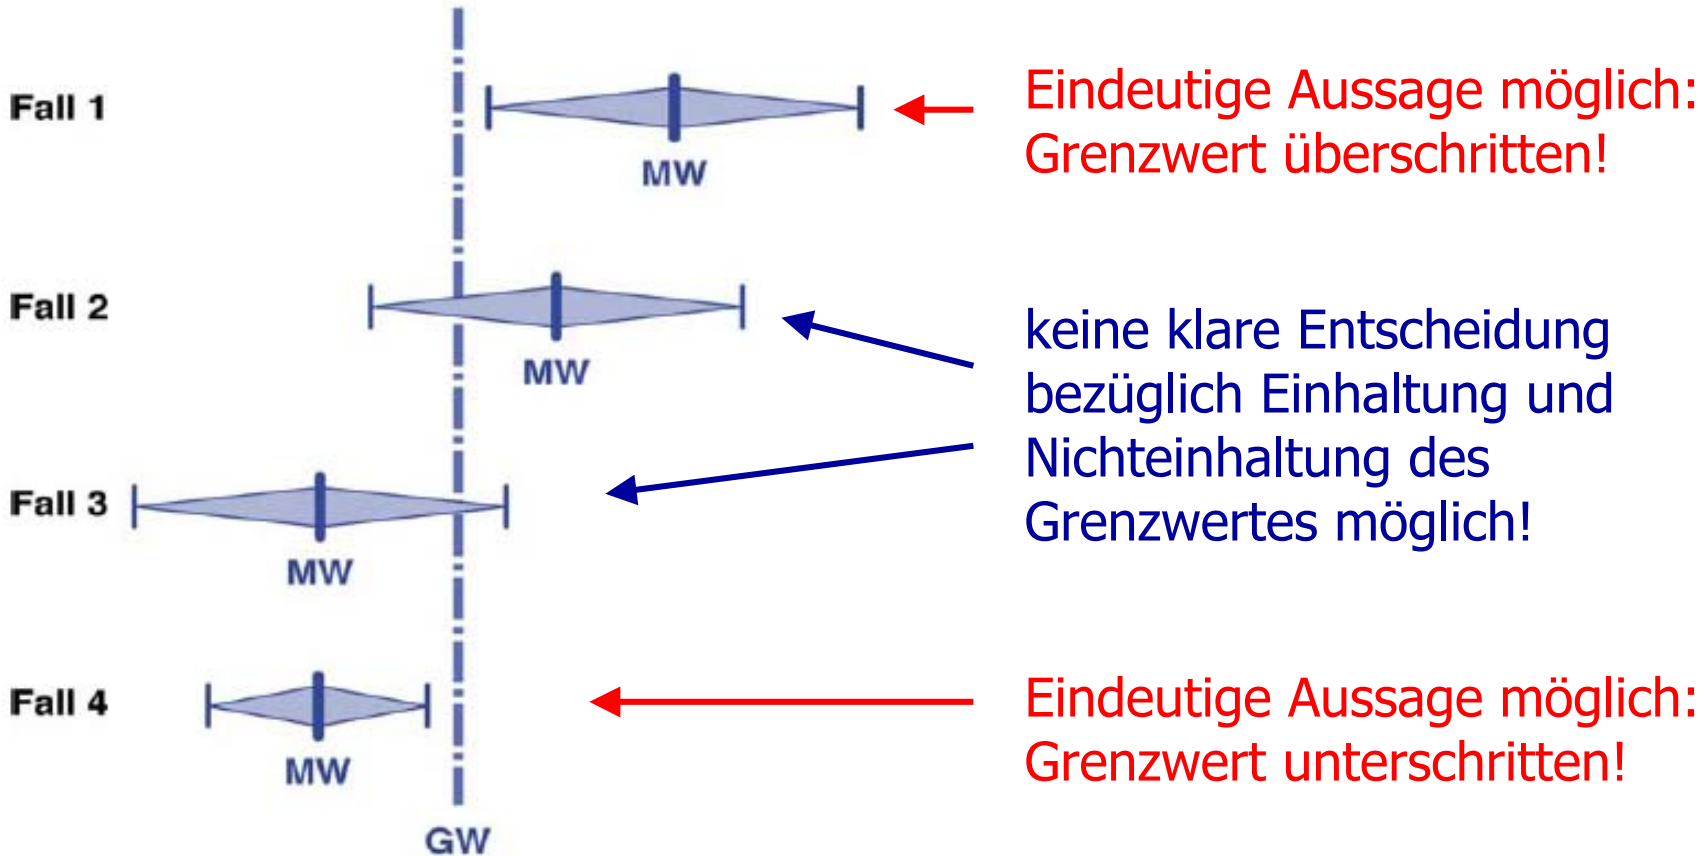 Fall 1
MW
Eindeutige Aussage möglich:
Grenzwert überschritten!
Fall 2
MW
keine klare Entscheidung
bezüglich Einhaltung und
Nichteinhaltung des
Grenzwertes möglich!
Fall 3
MW
Fall 4
MW
Eindeutige Aussage möglich:
Grenzwert unterschritten!
GW